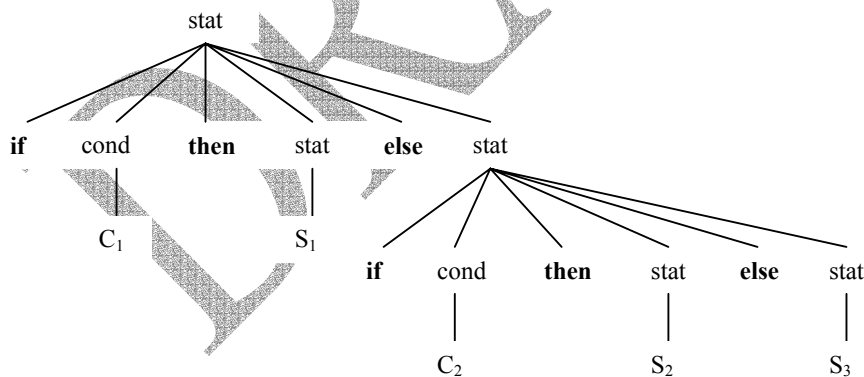 stat
if cond then stat else stat
C₁ S₁
if cond then stat else stat
C₂ S₂ S₃